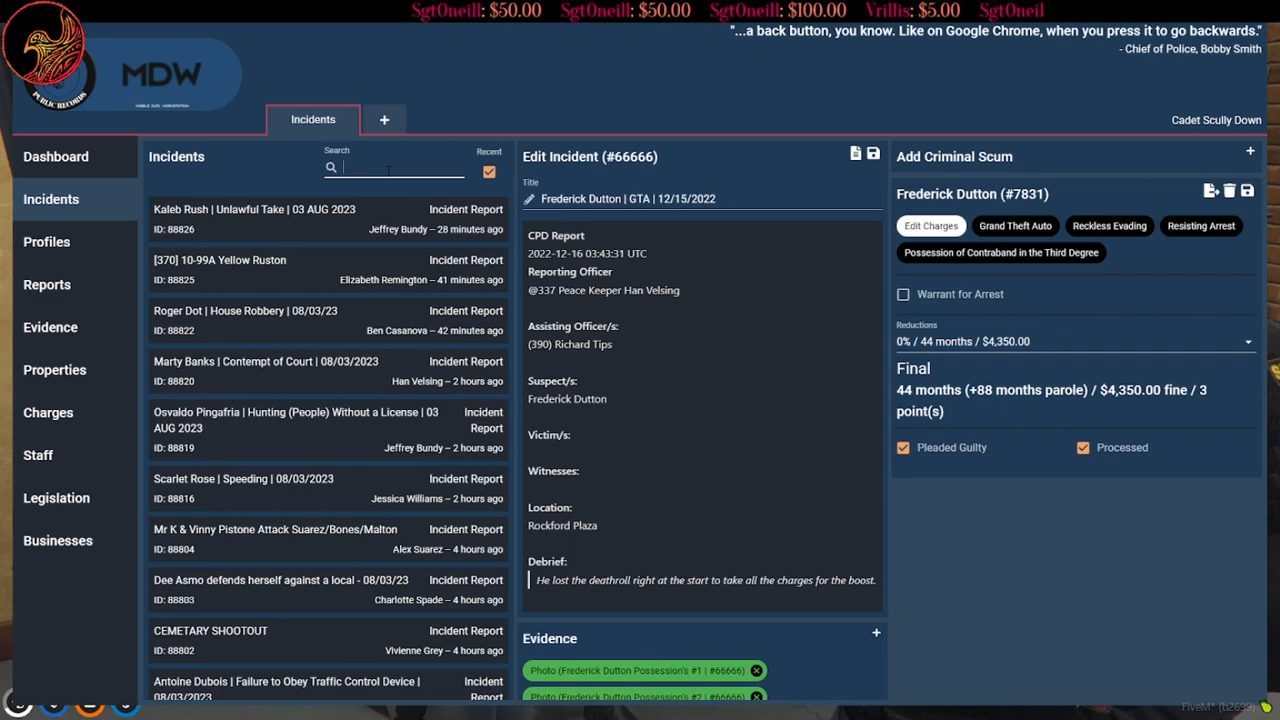 SgtOneill: $50.00 SgtOneill: $50.00 SgtOneill: $100.00 Vrillis: $5.00 SgtOneil
"...a back button, you know. Like on Google Chrome, when you press it to go backwards."
- Chief of Police, Bobby Smith
MDW
MOBILE DATA WORKSTATION
PUBLIC RECORDS
Incidents
+
Cadet Scully Down
Dashboard
Incidents
Profiles
Reports
Evidence
Properties
Charges
Staff
Legislation
Businesses
Incidents
Search
Recent
Kaleb Rush | Unlawful Take | 03 AUG 2023 Incident Report
ID: 88826 Jeffrey Bundy – 28 minutes ago
[370] 10-99A Yellow Ruston Incident Report
ID: 88825 Elizabeth Remington – 41 minutes ago
Roger Dot | House Robbery | 08/03/23 Incident Report
ID: 88822 Ben Casanova – 42 minutes ago
Marty Banks | Contempt of Court | 08/03/2023 Incident Report
ID: 88820 Han Velsing – 2 hours ago
Osvaldo Pingafria | Hunting (People) Without a License | 03 Incident
AUG 2023 Report
ID: 88819 Jeffrey Bundy – 2 hours ago
Scarlet Rose | Speeding | 08/03/2023 Incident Report
ID: 88816 Jessica Williams – 2 hours ago
Mr K & Vinny Pistone Attack Suarez/Bones/Malton Incident Report
ID: 88804 Alex Suarez – 4 hours ago
Dee Asmo defends herself against a local - 08/03/23 Incident Report
ID: 88803 Charlotte Spade – 4 hours ago
CEMETARY SHOOTOUT Incident Report
ID: 88802 Vivienne Grey – 4 hours ago
Antoine Dubois | Failure to Obey Traffic Control Device | Incident
08/03/2023 Report
Edit Incident (#66666)
Title
Frederick Dutton | GTA | 12/15/2022
CPD Report
2022-12-16 03:43:31 UTC
Reporting Officer
@337 Peace Keeper Han Velsing
Assisting Officer/s:
(390) Richard Tips
Suspect/s:
Frederick Dutton
Victim/s:
Witnesses:
Location:
Rockford Plaza
Debrief:
He lost the deathroll right at the start to take all the charges for the boost.
Evidence
+
Photo (Frederick Dutton Possession's #1 | #66666)
Photo (Frederick Dutton Possession's #2 | #66666)
Add Criminal Scum
+
Frederick Dutton (#7831)
Edit Charges Grand Theft Auto Reckless Evading Resisting Arrest
Possession of Contraband in the Third Degree
Warrant for Arrest
Reductions
0% / 44 months / $4,350.00
Final
44 months (+88 months parole) / $4,350.00 fine / 3
point(s)
Pleaded Guilty Processed
FiveM* (b2699)